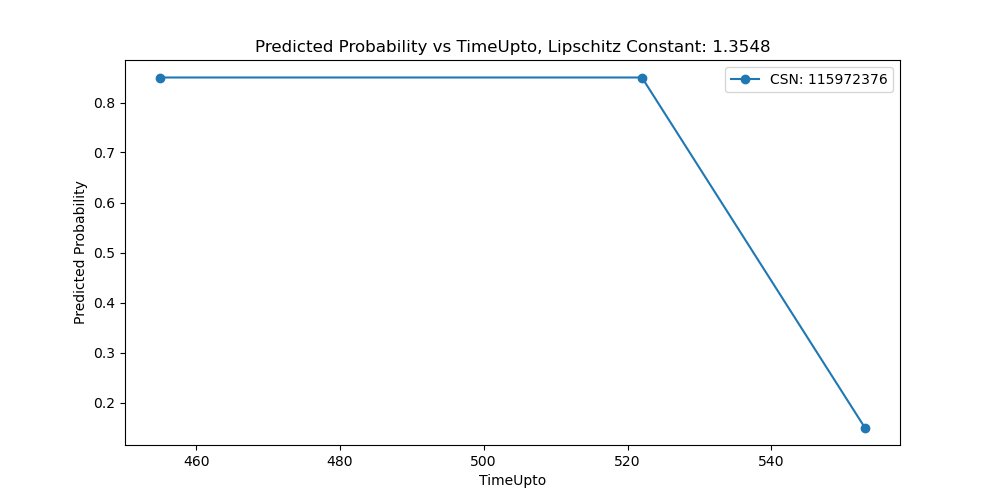 Predicted Probability vs TimeUpto, Lipschitz Constant: 1.3548
CSN: 115972376
Predicted Probability
0.8
0.7
0.6
0.5
0.4
0.3
0.2
460 480 500 520 540
TimeUpto